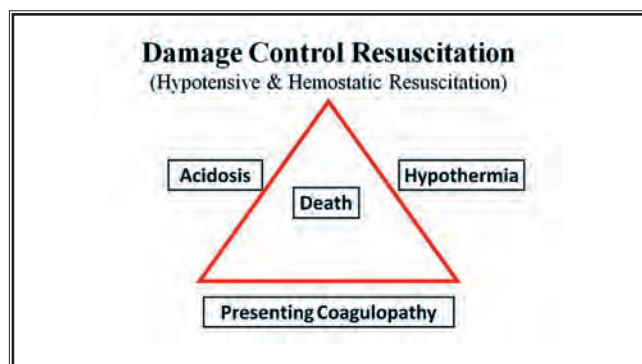 Damage Control Resuscitation
(Hypotensive & Hemostatic Resuscitation)
Acidosis
Hypothermia
Death
Presenting Coagulopathy